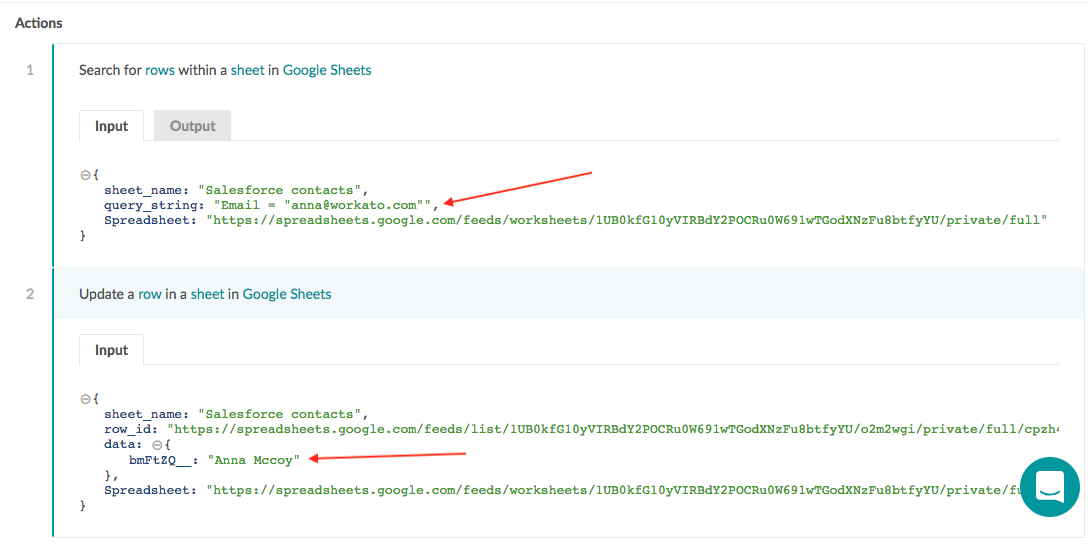 Actions
1
Search for rows within a sheet in Google Sheets
Input Output
{
sheet_name: "Salesforce contacts",
query_string: "Email = "anna@workato.com"",
Spreadsheet: "https://spreadsheets.google.com/feeds/worksheets/1UB0kfG10yVIRBdY2POCRu0W691wTGodXNzFu8btfyYU/private/full"
}
2
Update a row in a sheet in Google Sheets
Input
{
sheet_name: "Salesforce contacts",
row_id: "https://spreadsheets.google.com/feeds/list/1UB0kfG10yVIRBdY2POCRu0W691wTGodXNzFu8btfyYU/o2m2wgi/private/full/cpzh4
data: {
bmFtZQ__: "Anna Mccoy"
},
Spreadsheet: "https://spreadsheets.google.com/feeds/worksheets/1UB0kfG10yVIRBdY2POCRu0W691wTGodXNzFu8btfyYU/private/fu
}